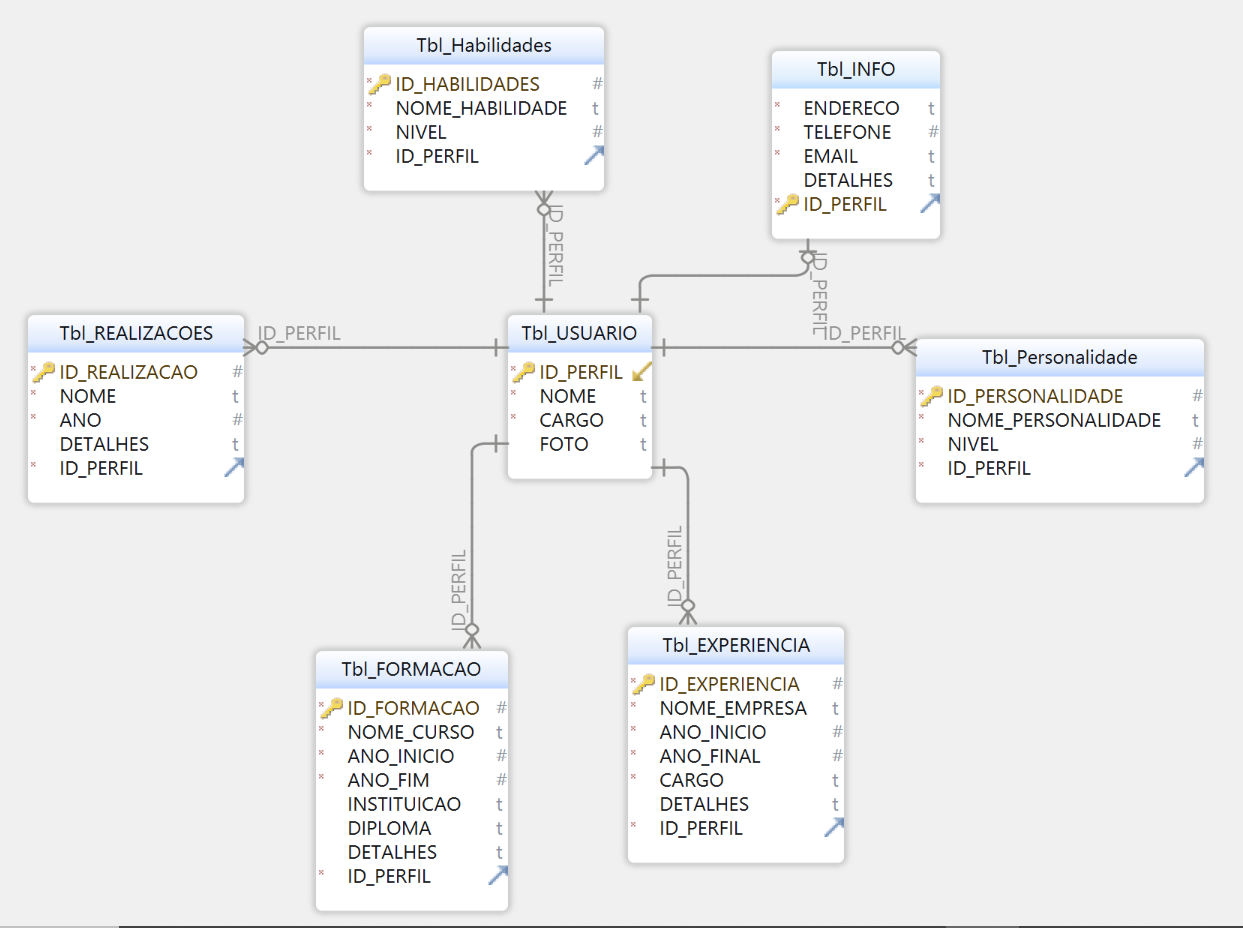 Tbl_Habilidades
ID_HABILIDADES #
NOME_HABILIDADE t
NIVEL #
ID_PERFIL
Tbl_INFO
ENDERECO t
TELEFONE #
EMAIL t
DETALHES t
ID_PERFIL
ID_PERFIL
ID_PERFIL
Tbl_REALIZACOES
ID_REALIZACAO #
NOME t
ANO #
DETALHES t
ID_PERFIL
ID_PERFIL
Tbl_USUARIO
ID_PERFIL
NOME t
CARGO t
FOTO t
ID_PERFIL
Tbl_Personalidade
ID_PERSONALIDADE #
NOME_PERSONALIDADE t
NIVEL #
ID_PERFIL
ID_PERFIL
ID_PERFIL
Tbl_FORMACAO
ID_FORMACAO #
NOME_CURSO t
ANO_INICIO #
ANO_FIM #
INSTITUICAO t
DIPLOMA t
DETALHES t
ID_PERFIL
Tbl_EXPERIENCIA
ID_EXPERIENCIA #
NOME_EMPRESA t
ANO_INICIO #
ANO_FINAL #
CARGO t
DETALHES t
ID_PERFIL